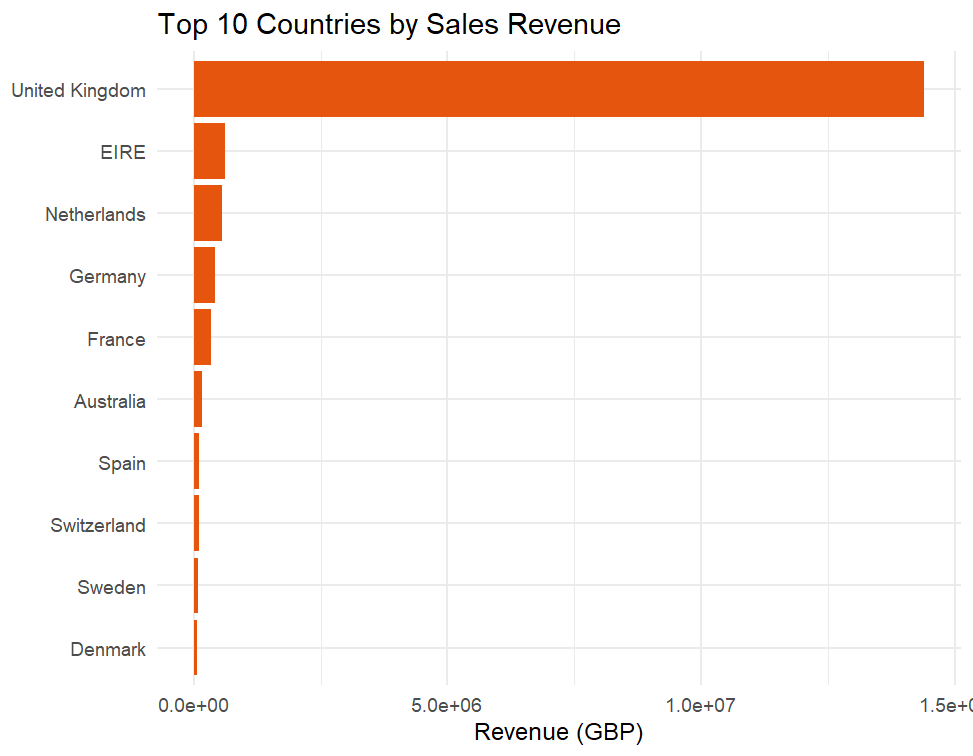 Top 10 Countries by Sales Revenue
United Kingdom
EIRE
Netherlands
Germany
France
Australia
Spain
Switzerland
Sweden
Denmark
0.0e+00 5.0e+06 1.0e+07
Revenue (GBP)